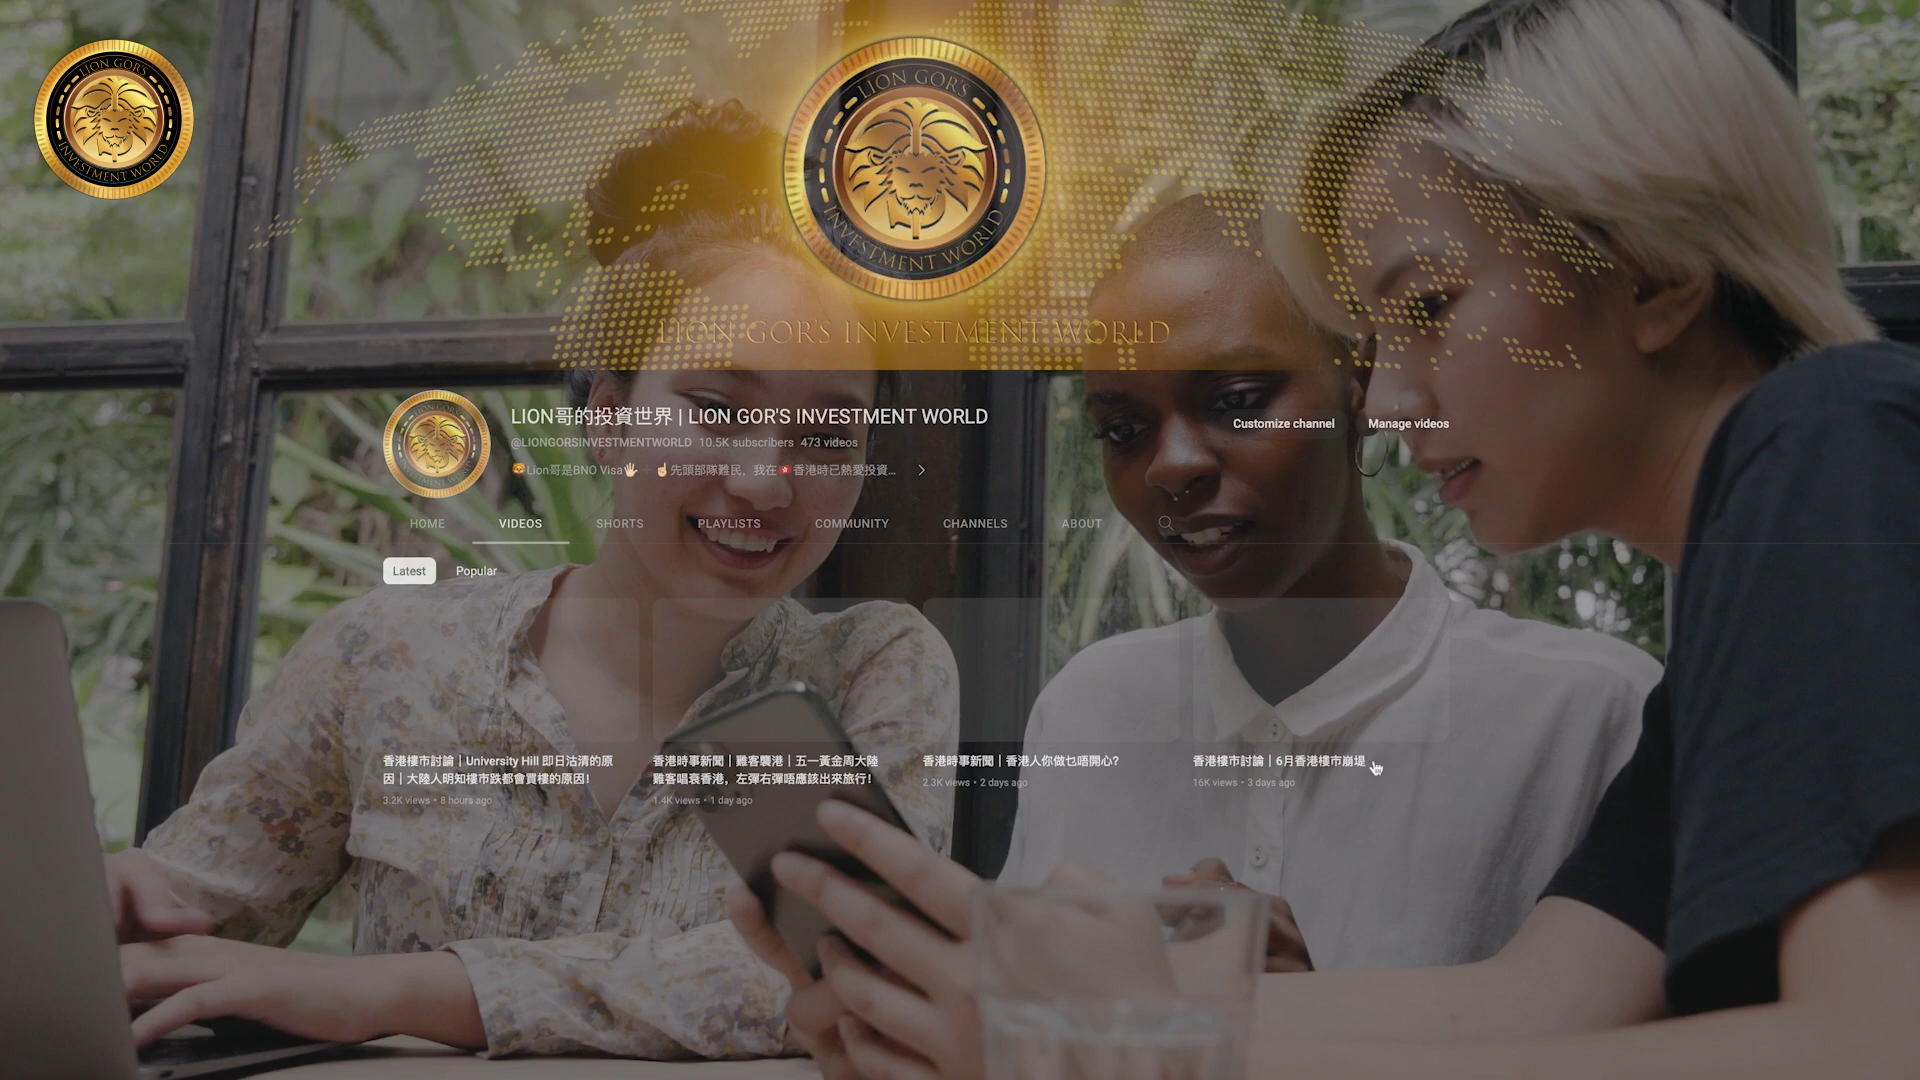 LION GOR'S
INVESTMENT WORLD
LION GOR'S
INVESTMENT WORLD
LION GOR'S INVESTMENT WORLD
LION哥的投資世界 | LION GOR'S INVESTMENT WORLD
@LIONGORSINVESTMENTWORLD 10.5K subscribers 473 videos
Lion哥是BNO Visa🖐🏻 ☝🏻先頭部隊難民，我在🇭🇰香港時已熱愛投資...
Customize channel Manage videos
HOME VIDEOS SHORTS PLAYLISTS COMMUNITY CHANNELS ABOUT
Latest Popular
香港樓市討論｜University Hill 即日沽清的原
因｜大陸人明知樓市跌都會買樓的原因!
3.2K views • 8 hours ago
香港時事新聞｜難客襲港｜五一黃金周大陸
難客唱衰香港，左彈右彈唔應該出來旅行!
1.4K views • 1 day ago
香港時事新聞｜香港人你做乜唔開心?
2.3K views • 2 days ago
香港樓市討論｜6月香港樓市崩堤
16K views • 3 days ago